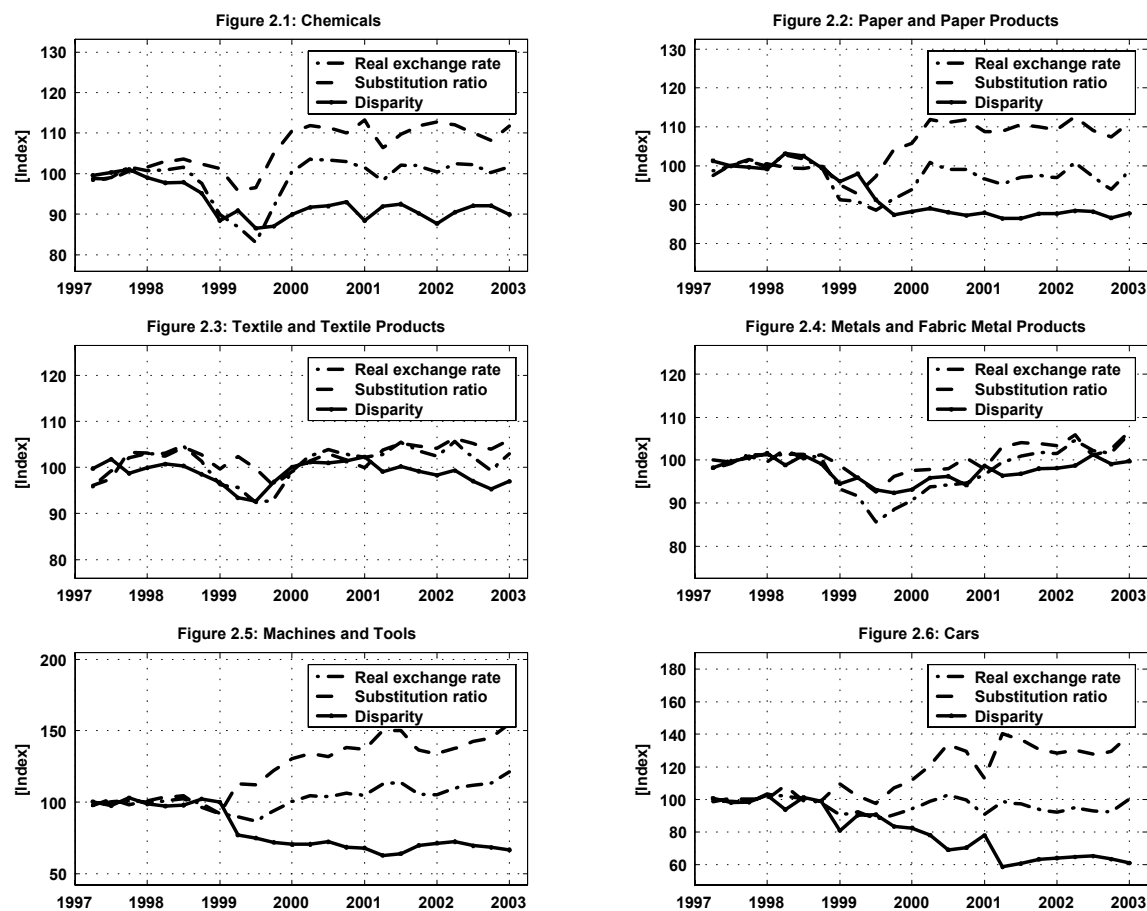 Figure 2.1: Chemicals
130
120
110
100
90
80
[Index]
Real exchange rate
Substitution ratio
Disparity
1997 1998 1999 2000 2001 2002 2003
Figure 2.2: Paper and Paper Products
130
120
110
100
90
80
[Index]
Real exchange rate
Substitution ratio
Disparity
1997 1998 1999 2000 2001 2002 2003
Figure 2.3: Textile and Textile Products
120
100
80
[Index]
Real exchange rate
Substitution ratio
Disparity
1997 1998 1999 2000 2001 2002 2003
Figure 2.4: Metals and Fabric Metal Products
120
110
100
90
80
[Index]
Real exchange rate
Substitution ratio
Disparity
1997 1998 1999 2000 2001 2002 2003
Figure 2.5: Machines and Tools
200
150
100
50
[Index]
Real exchange rate
Substitution ratio
Disparity
1997 1998 1999 2000 2001 2002 2003
Figure 2.6: Cars
180
160
140
120
100
80
60
[Index]
Real exchange rate
Substitution ratio
Disparity
1997 1998 1999 2000 2001 2002 2003